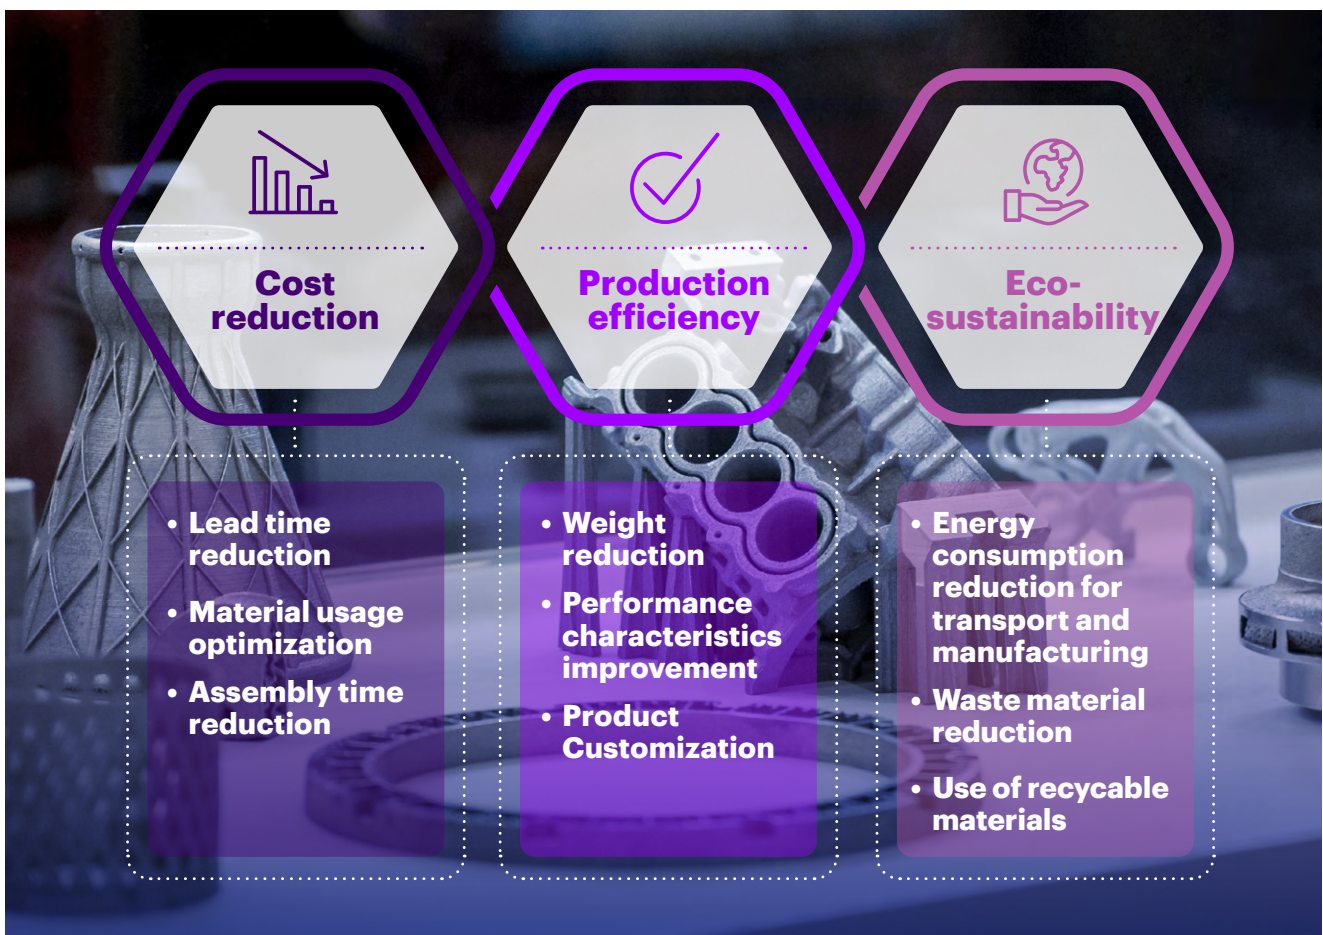 Cost
reduction
Production
efficiency
Eco-
sustainability
• Lead time
reduction
• Material usage
optimization
• Assembly time
reduction
• Weight
reduction
• Performance
characteristics
improvement
• Product
Customization
• Energy
consumption
reduction for
transport and
manufacturing
• Waste material
reduction
• Use of recycable
materials